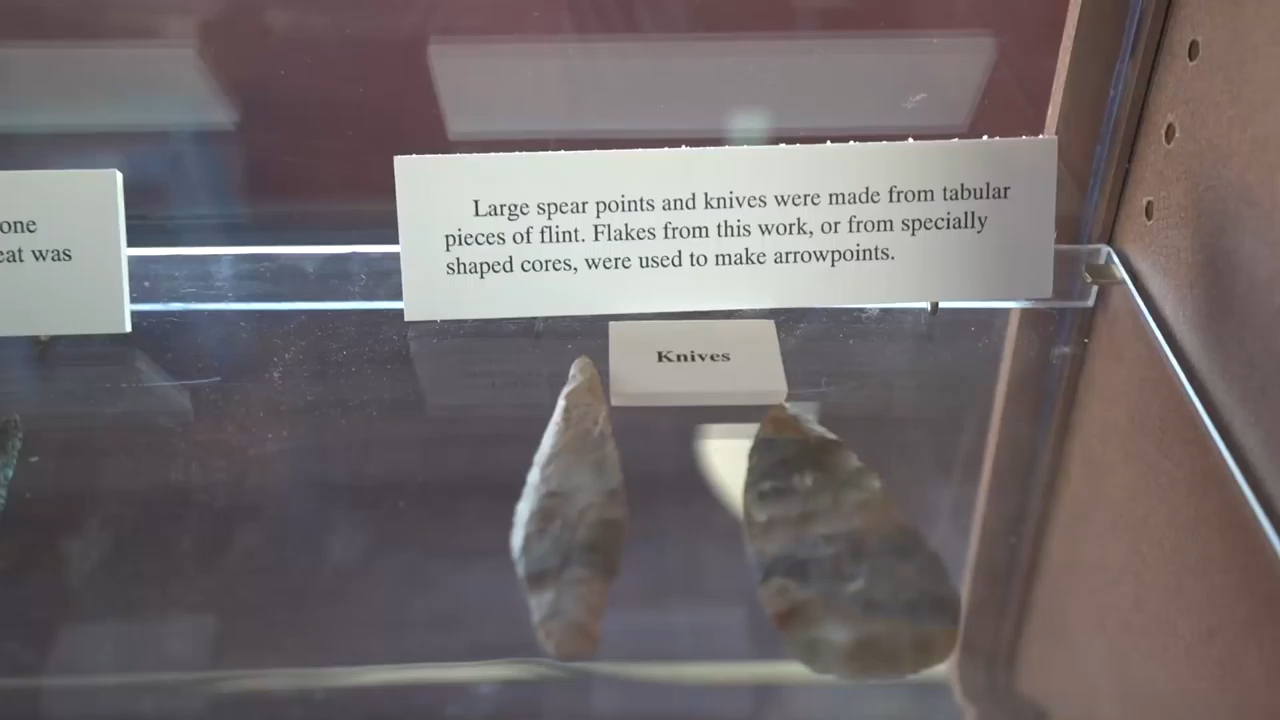 one
eat was
Large spear points and knives were made from tabular
pieces of flint. Flakes from this work, or from specially
shaped cores, were used to make arrowpoints.
Knives